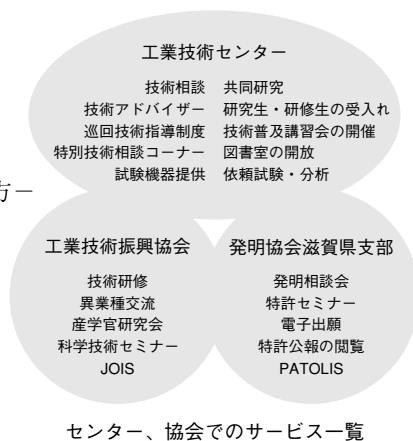 工業技術センター
技術相談 共同研究
技術アドバイザー 研究生・研修生の受入れ
巡回技術指導制度 技術普及講習会の開催
特別技術相談コーナー 図書室の開放
試験機器提供 依頼試験・分析
方－
工業技術振興協会
技術研修
異業種交流
産学官研究会
科学技術セミナー
JOIS
発明協会滋賀県支部
発明相談会
特許セミナー
電子出願
特許公報の閲覧
PATOLIS
センター、協会でのサービス一覧